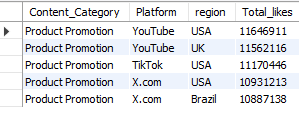 Content_Category Platform region Total_likes
Product Promotion YouTube USA 11646911
Product Promotion YouTube UK 11562116
Product Promotion TikTok USA 11170446
Product Promotion X.com USA 10931213
Product Promotion X.com Brazil 10887138